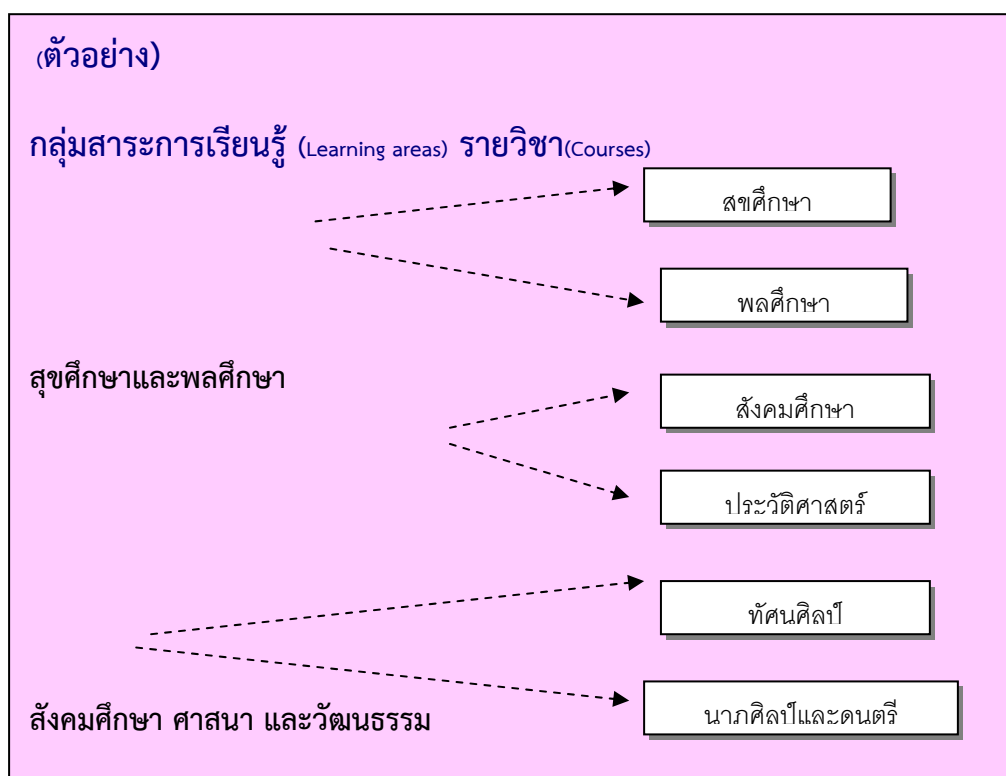 (ตัวอย่าง)
กลุ่มสาระการเรียนรู้ (Learning areas) รายวิชา(Courses)
สขศึกษา
พลศึกษา
สุขศึกษาและพลศึกษา
สังคมศึกษา
ประวัติศาสตร์
ทัศนศิลป์
นาภศิลป์และดนตรี
สังคมศึกษา ศาสนา และวัฒนธรรม